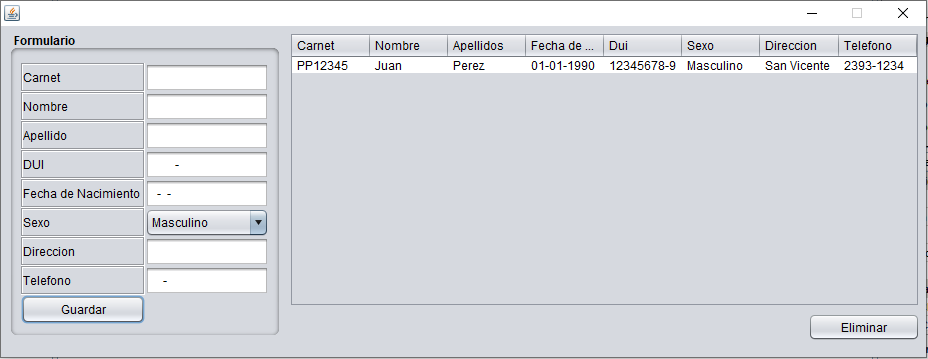 Formulario
Carnet
Nombre
Apellido
DUI -
Fecha de Nacimiento - -
Sexo Masculino
Direccion
Telefono -
Guardar
Carnet Nombre Apellidos Fecha de ... Dui Sexo Direccion Telefono
PP12345 Juan Perez 01-01-1990 12345678-9 Masculino San Vicente 2393-1234
Eliminar